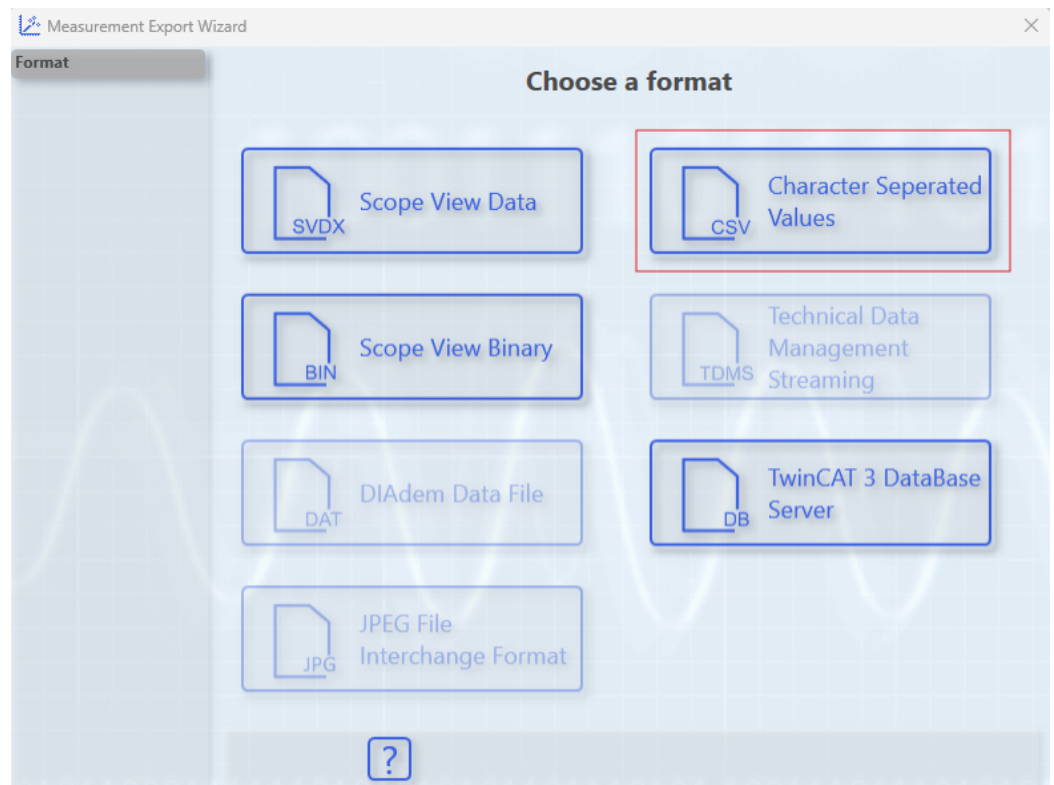 Measurement Export Wizard
Format
Choose a format
SVDX
Scope View Data
CSV
Character Seperated
Values
BIN
Scope View Binary
TDMS
Technical Data
Management
Streaming
DAT
DIAdem Data File
DB
TwinCAT 3 DataBase
Server
JPG
JPEG File
Interchange Format
?